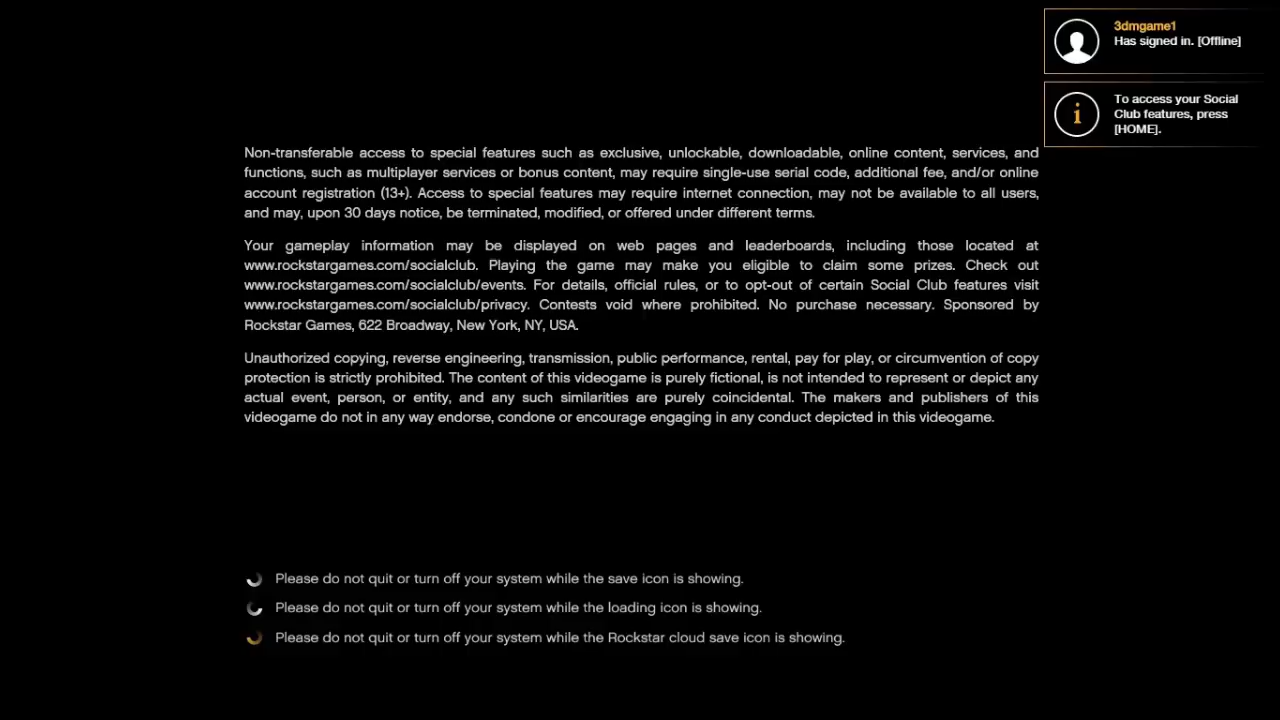 3dmgame1
Has signed in. [Offline]
To access your Social
Club features, press
[HOME].
Non-transferable access to special features such as exclusive, unlockable, downloadable, online content, services, and
functions, such as multiplayer services or bonus content, may require single-use serial code, additional fee, and/or online
account registration (13+). Access to special features may require internet connection, may not be available to all users,
and may, upon 30 days notice, be terminated, modified, or offered under different terms.
Your gameplay information may be displayed on web pages and leaderboards, including those located at
www.rockstargames.com/socialclub. Playing the game may make you eligible to claim some prizes. Check out
www.rockstargames.com/socialclub/events. For details, official rules, or to opt-out of certain Social Club features visit
www.rockstargames.com/socialclub/privacy. Contests void where prohibited. No purchase necessary. Sponsored by
Rockstar Games, 622 Broadway, New York, NY, USA.
Unauthorized copying, reverse engineering, transmission, public performance, rental, pay for play, or circumvention of copy
protection is strictly prohibited. The content of this videogame is purely fictional, is not intended to represent or depict any
actual event, person, or entity, and any such similarities are purely coincidental. The makers and publishers of this
videogame do not in any way endorse, condone or encourage engaging in any conduct depicted in this videogame.
Please do not quit or turn off your system while the save icon is showing.
Please do not quit or turn off your system while the loading icon is showing.
Please do not quit or turn off your system while the Rockstar cloud save icon is showing.